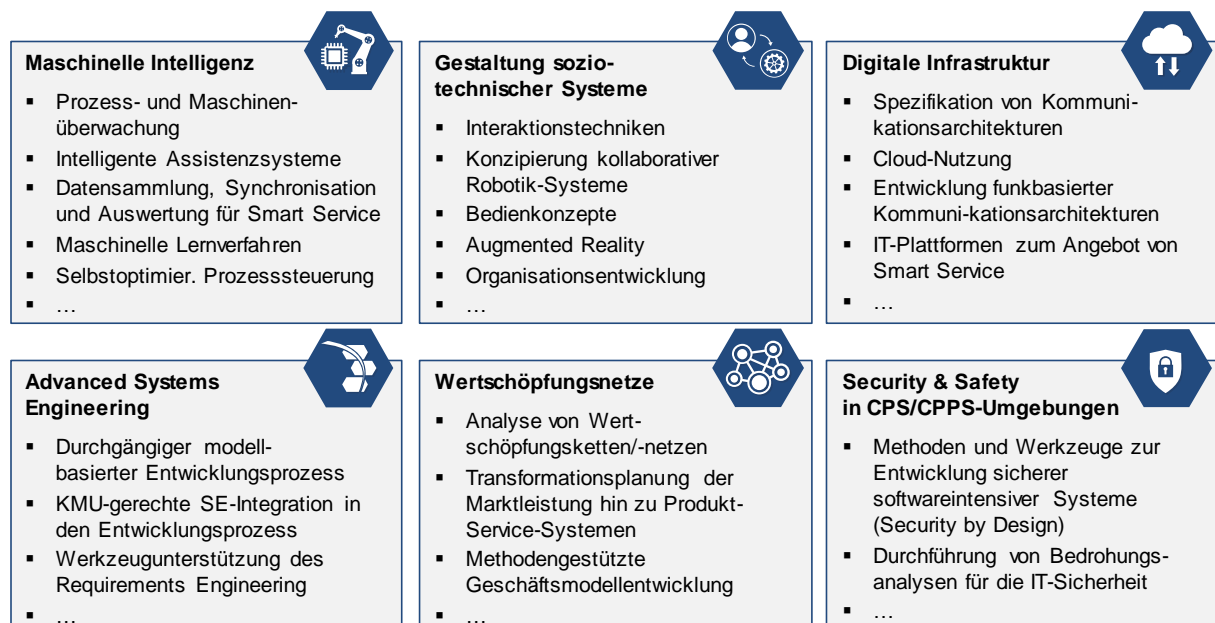 Maschinelle Intelligenz
▪ Prozess- und Maschinen-
überwachung
▪ Intelligente Assistenzsysteme
▪ Datensammlung, Synchronisation
und Auswertung für Smart Service
▪ Maschinelle Lernverfahren
▪ Selbstoptimier. Prozesssteuerung
▪ …
Gestaltung sozio-
technischer Systeme
▪ Interaktionstechniken
▪ Konzipierung kollaborativer
Robotik-Systeme
▪ Bedienkonzepte
▪ Augmented Reality
▪ Organisationsentwicklung
▪ …
Digitale Infrastruktur
▪ Spezifikation von Kommuni-
kationsarchitekturen
▪ Cloud-Nutzung
▪ Entwicklung funkbasierter
Kommuni-kationsarchitekturen
▪ IT-Plattformen zum Angebot von
Smart Service
▪ …
Advanced Systems
Engineering
▪ Durchgängiger modell-
basierter Entwicklungsprozess
▪ KMU-gerechte SE-Integration in
den Entwicklungsprozess
▪ Werkzeugunterstützung des
Requirements Engineering
▪ …
Wertschöpfungsnetze
▪ Analyse von Wert-
schöpfungsketten/-netzen
▪ Transformationsplanung der
Marktleistung hin zu Produkt-
Service-Systemen
▪ Methodengestützte
Geschäftsmodellentwicklung
▪ …
Security & Safety
in CPS/CPPS-Umgebungen
▪ Methoden und Werkzeuge zur
Entwicklung sicherer
softwareintensiver Systeme
(Security by Design)
▪ Durchführung von Bedrohungs-
analysen für die IT-Sicherheit
▪ …